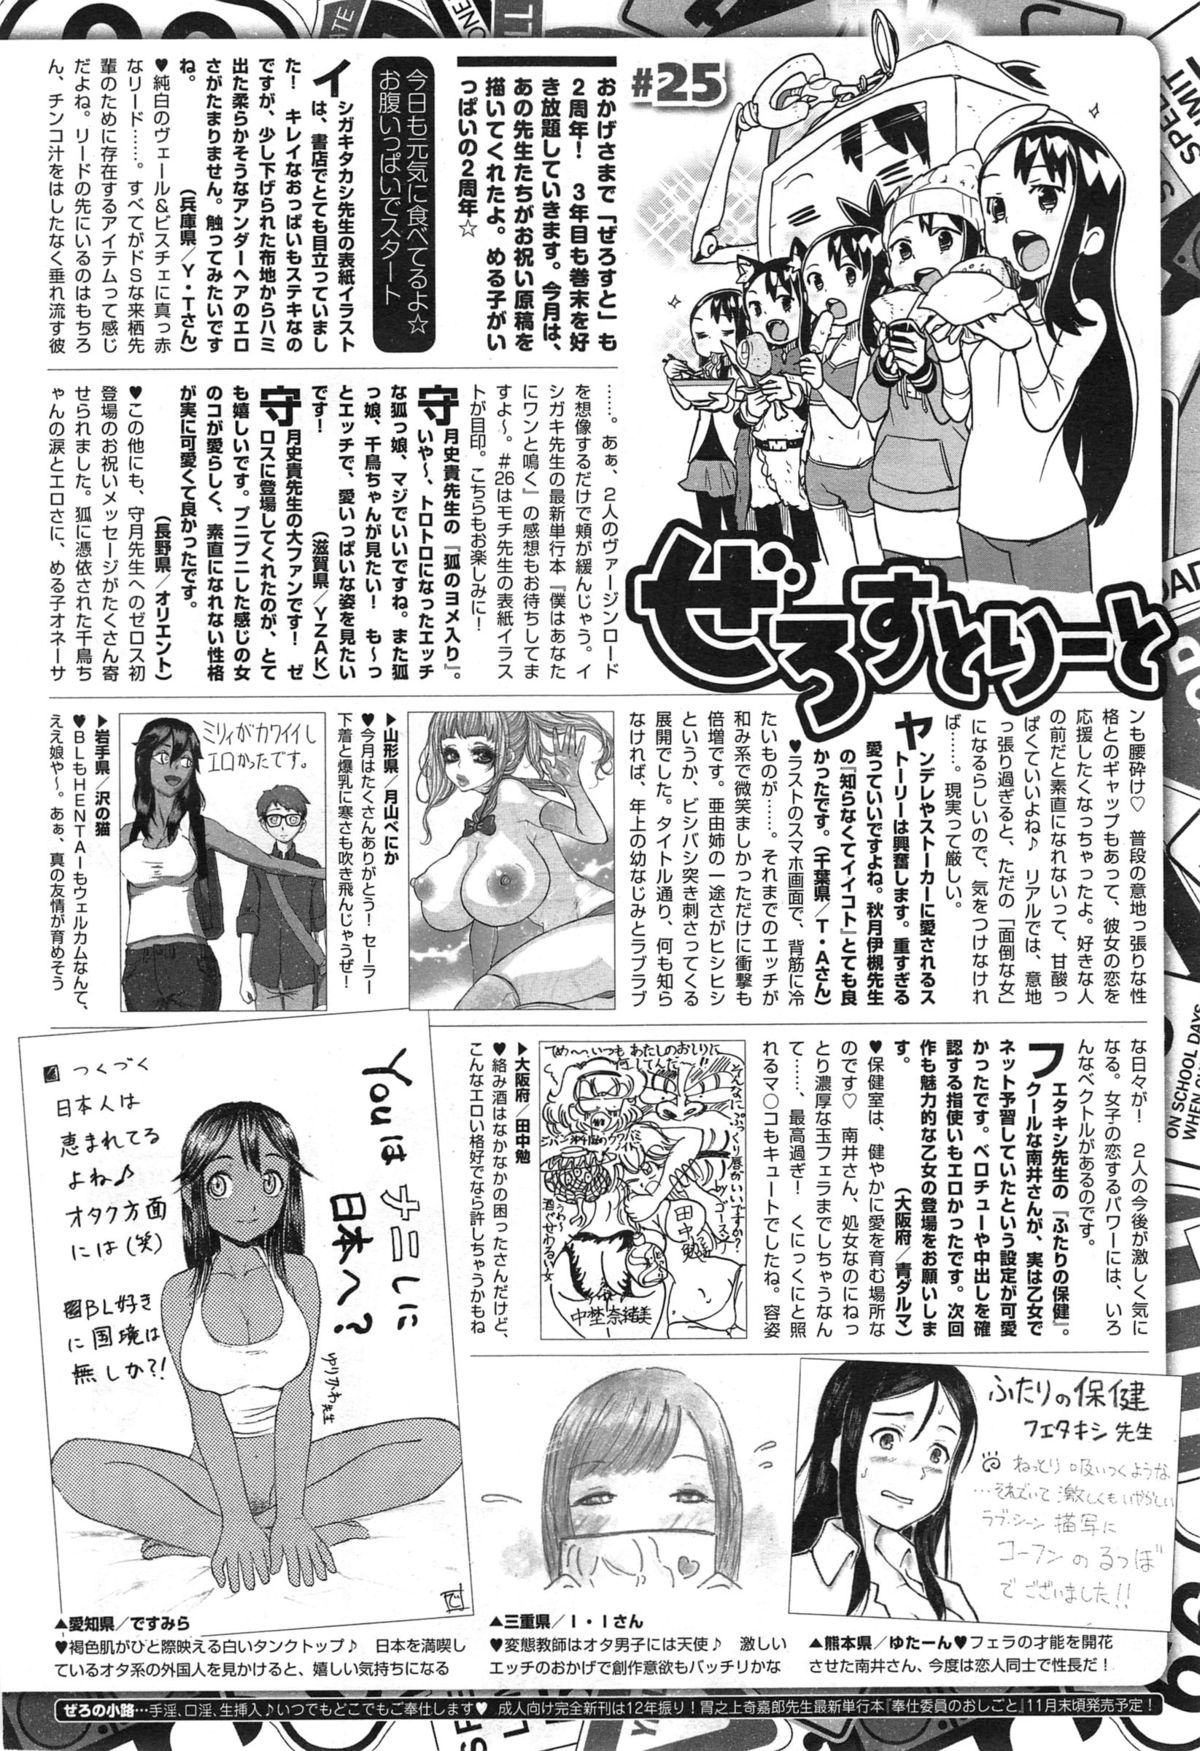 #25
ぜろすとりーと
おかげさまで「ぜろすと」も
2周年！ 3年目も巻末を好
き放題していきます。今月は、
あの先生たちがお祝い原稿を
描いてくれたよ。める子がい
っぱいの2周年☆
今日も元気に食べてるよ☆
お腹いっぱいでスタート
イシガキタカシ先生の表紙イラスト
は、書店でとても目立っていまし
た！ キレイなおっぱいもステキなの
ですが、少し下げられた布地からハミ
出た柔らかそうなアンダーヘアのエロ
さがたまりません。触ってみたいです
ね。 （兵庫県／Y・Tさん）
♥純白のヴェール＆ビスチェに真っ赤
なリード……。すべてがドSな来栖先
輩のために存在するアイテムって感じ
だよね。リードの先にいるのはもちろ
ん、チンコ汁をはしたなく垂れ流す彼
……。あぁ、2人のヴァージンロード
を想像するだけで頬が緩んじゃう。イ
シガキ先生の最新単行本『僕はあなた
にワンと鳴く』の感想もお待ちしてま
すよ～。#26はモチ先生の表紙イラス
トが目印。こちらもお楽しみに！
守月史貴先生の『狐のヨメ入り』。
いや～、トロトロになったエッチ
な狐っ娘、マジでいいですね。また狐
っ娘、千鳥ちゃんが見たい！ も～っ
とエッチで、愛いっぱいな姿を見たい
です！ （滋賀県／YZAK）
守月史貴先生の大ファンです！ ゼ
ロスに登場してくれたのが、とて
も嬉しいです。プニプニした感じの女
のコが愛らしく、素直になれない性格
が実に可愛くて良かったです。
（長野県／オリエント）
♥この他にも、守月先生へのゼロス初
登場のお祝いメッセージがたくさん寄
せられました。狐に憑依された千鳥ち
ゃんの涙とエロさに、める子オネーサ
ンも腰砕け♡ 普段の意地っ張りな性
格とのギャップもあって、彼女の恋を
応援したくなっちゃったよ。好きな人
の前だと素直になれないって、甘酸っ
ぱくていいよね♪ リアルでは、意地
っ張り過ぎると、ただの「面倒な女」
になるらしいので、気をつけなけれ
ば……。現実って厳しい。
ヤンデレやストーカーに愛されるス
トーリーは興奮します。重すぎる
愛っていいですよね。秋月伊槻先生
の『知らなくてイイコト』とても良
かったです。（千葉県／T・Aさん）
♥ラストのスマホ画面で、背筋に冷
たいものが……。それまでのエッチが
和み系で微笑ましかっただけに衝撃も
倍増です。亜由姉の一途さがヒシヒシ
というか、ビシバシ突き刺さってくる
展開でした。タイトル通り、何も知ら
なければ、年上の幼なじみとラブラブ
な日々が！ 2人の今後が激しく気に
なる。女子の恋するパワーには、いろ
んなベクトルがあるのです。
フエタキシ先生の『ふたりの保健』。
クールな南井さんが、実は乙女で
ネット予習していたという設定が可愛
かったです。ベロチューや中出しを確
認する指使いもエロかったです。次回
作も魅力的な乙女の登場をお願いしま
す。 （大阪府／青ダルマ）
♥保健室は、健やかに愛を育む場所な
のです♡ 南井さん、処女なのにねっ
とり濃厚な玉フェラまでしちゃうなん
て……、最高過ぎ！ くにっくにと照
れるマ○コもキュートでしたね。容姿
ミリィがカワイイし
エロかったです。
▶山形県／月山べにか
♥今月はたくさんありがとう！ セーラー
下着と爆乳に寒さも吹き飛んじゃうぜ！
▶岩手県／沢の猫
♥BLもHENTAIもウェルカムなんて、
ええ娘や～。あぁ、真の友情が育めそう
て"め～、いつも わたしのおしりに
そんなにぷっくり唇のいいですか?
byゴースン
田中勉
中埜奈緒美
▶大阪府／田中勉
♥絡み酒はなかなかの困ったさんだけど、
こんなエロい格好でなら許しちゃうかもね
Youはナニしに
日本へ?
ゆりかわ先生
つくづく
日本人は
恵まれてる
よね♪
オタク方面
には(笑)
BL好き
に国境は
無しか?!
▲愛知県／ですみら
♥褐色肌がひと際映える白いタンクトップ♪ 日本を満喫し
ているオタ系の外国人を見かけると、嬉しい気持ちになる
▲三重県／I・Iさん
♥変態教師はオタ男子には天使♪ 激しい
エッチのおかげで創作意欲もバッチリかな
ふたりの保健
フエタキシ 先生
ねっとり 吸いつくような
…それでいて 激しくもいやらしい
ラブシーン 描写に
コーフンのるつぼ
でございました!!
▲熊本県／ゆたーん♥フェラの才能を開花
させた南井さん、今度は恋人同士で性長だ！
ぜろの小路…手淫、口淫、生挿入♪いつでもどこでもご奉仕します♥ 成人向け完全新刊は12年振り！胃之上奇嘉郎先生最新単行本『奉仕委員のおしごと』11月末頃発売予定！
ON SCHOOL DAYS